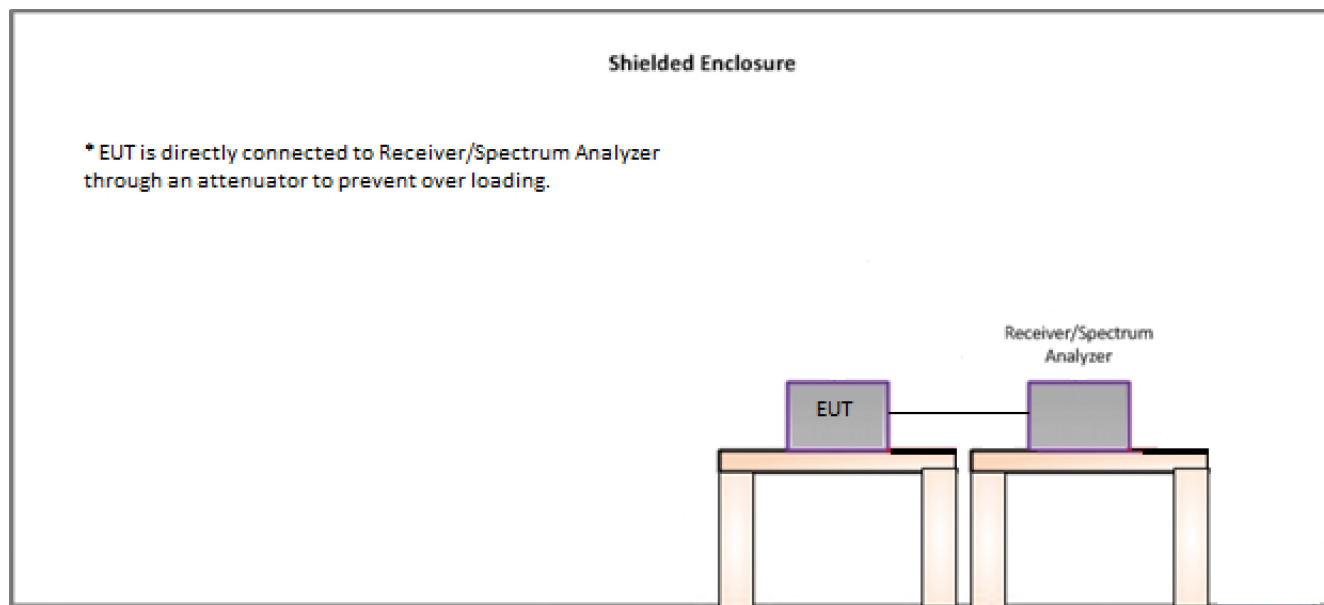 Shielded Enclosure
* EUT is directly connected to Receiver/Spectrum Analyzer
through an attenuator to prevent over loading.
Receiver/Spectrum
Analyzer
EUT